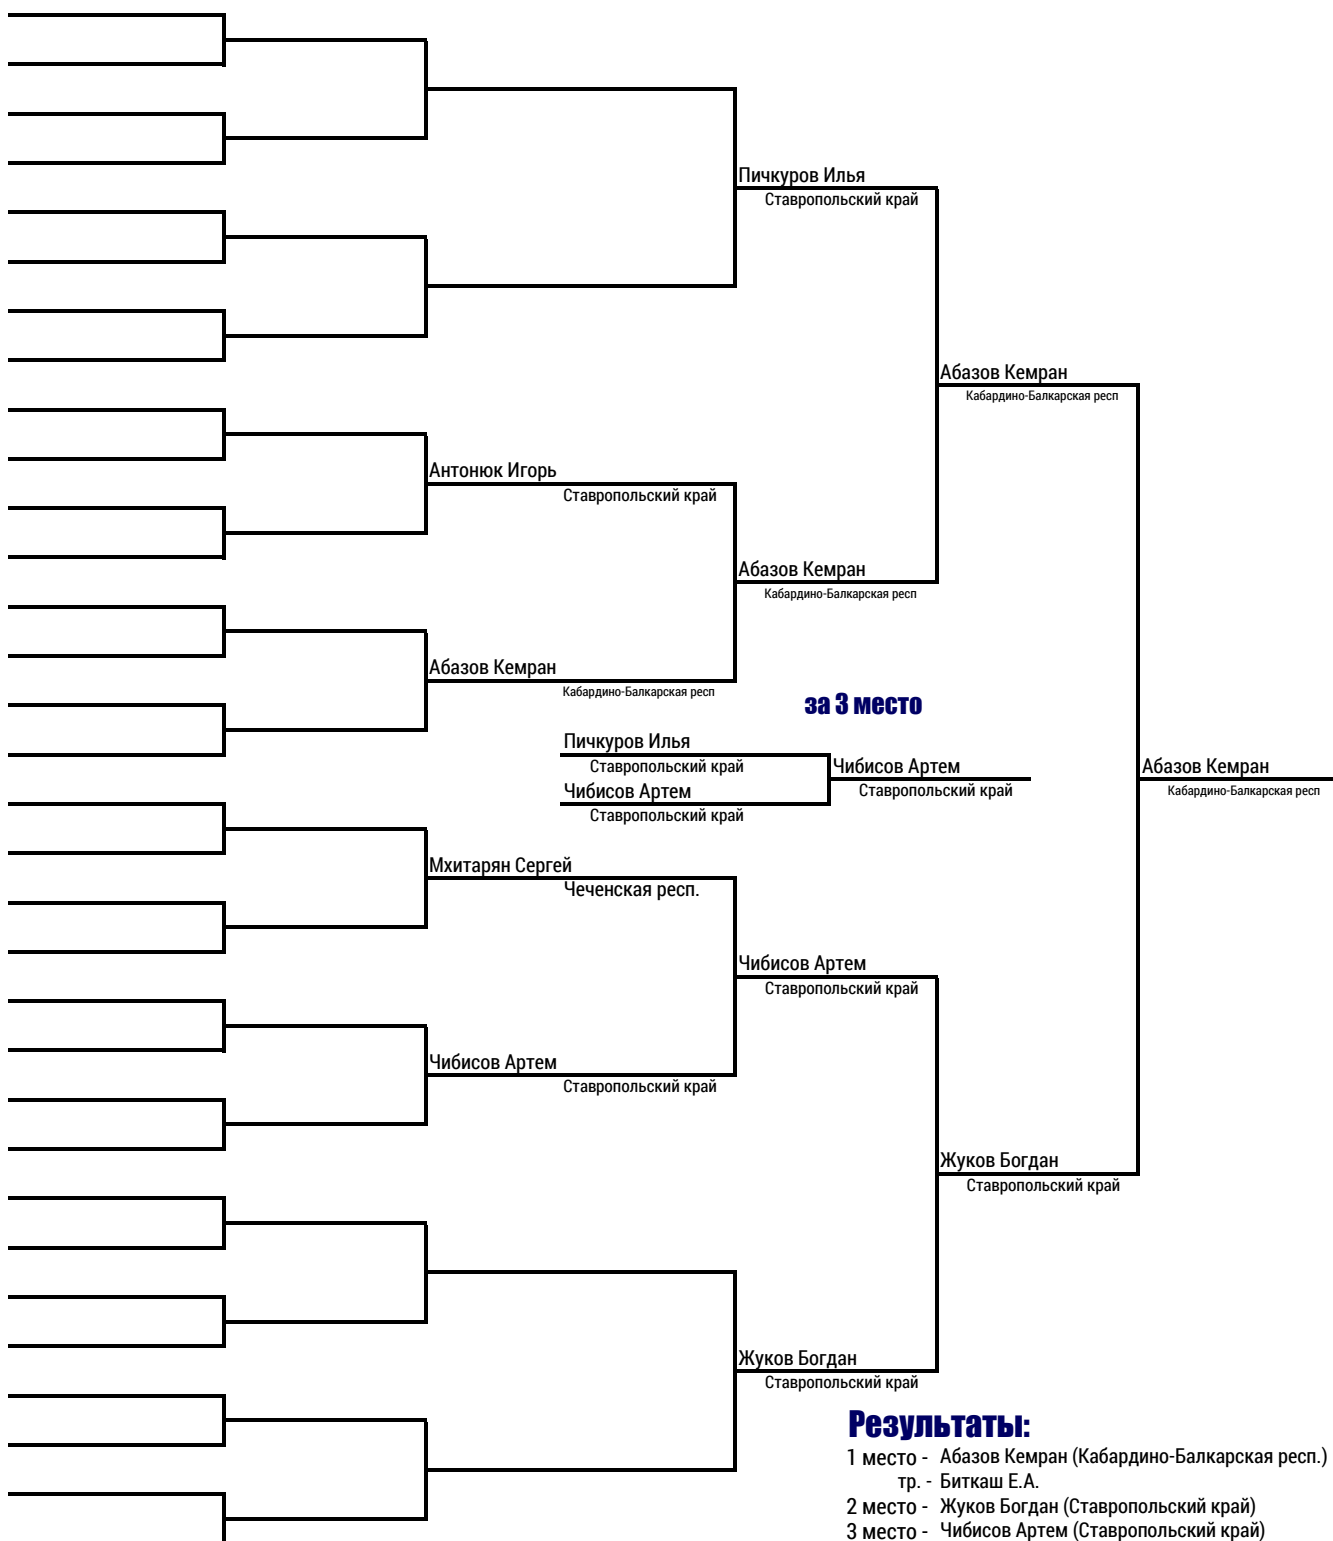 Пичкуров Илья
Ставропольский край
Абазов Кемран
Кабардино-Балкарская респ
Антонюк Игорь
Ставропольский край
Абазов Кемран
Кабардино-Балкарская респ
Абазов Кемран
Кабардино-Балкарская респ
за 3 место
Пичкуров Илья
Ставропольский край
Чибисов Артем
Ставропольский край
Чибисов Артем
Ставропольский край
Абазов Кемран
Кабардино-Балкарская респ
Мхитарян Сергей
Чеченская респ.
Чибисов Артем
Ставропольский край
Чибисов Артем
Ставропольский край
Жуков Богдан
Ставропольский край
Жуков Богдан
Ставропольский край
Результаты:
1 место - Абазов Кемран (Кабардино-Балкарская респ.)
тр. - Биткаш Е.А.
2 место - Жуков Богдан (Ставропольский край)
3 место - Чибисов Артем (Ставропольский край)